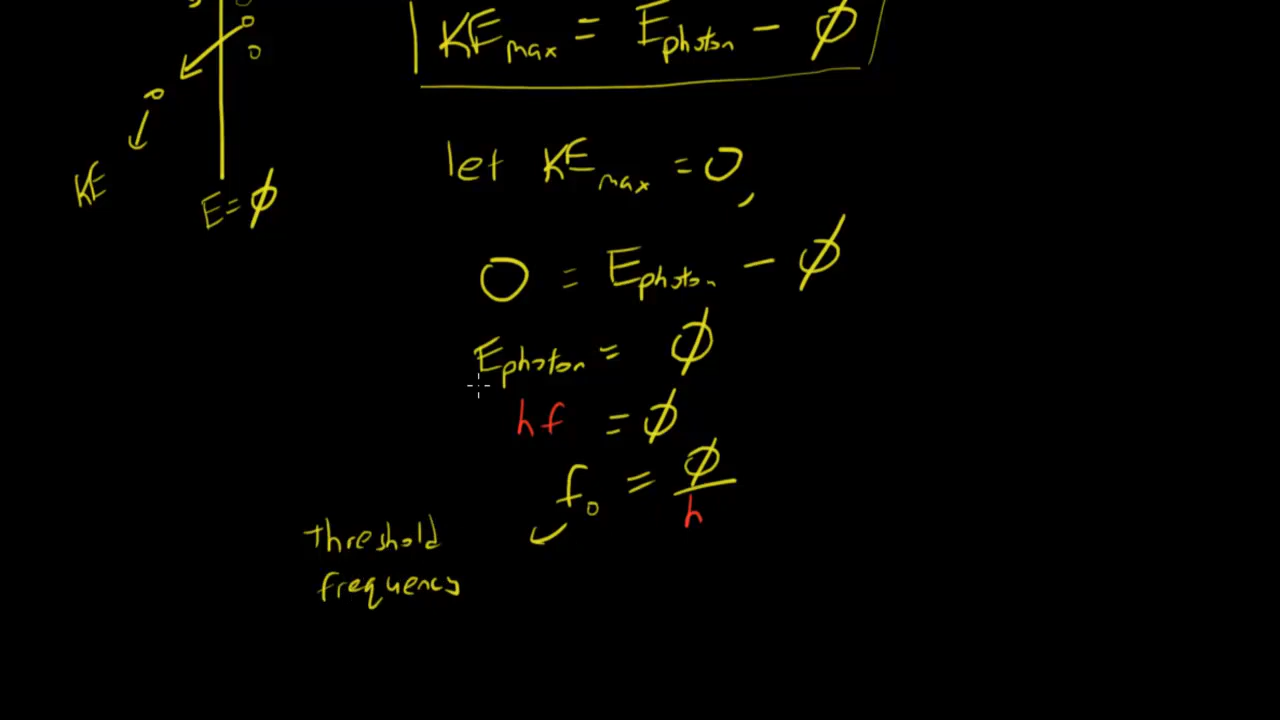 KEmax = Ephoton - ϕ
let KEmax = 0,
KE
E = ϕ
0 = Ephoton - ϕ
Ephoton = ϕ
hf = ϕ
f0 = ϕ/h
threshold
frequency